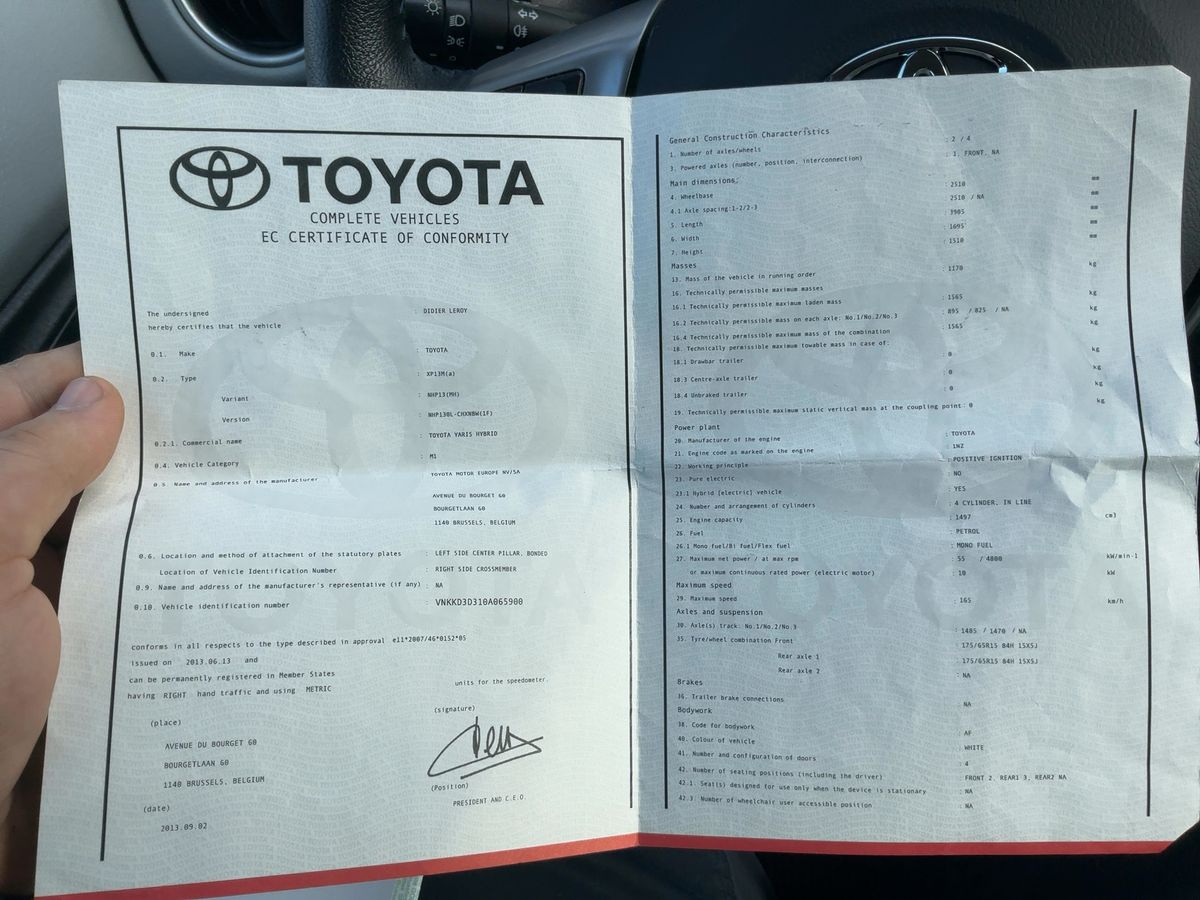 TOYOTA
COMPLETE VEHICLES
EC CERTIFICATE OF CONFORMITY
The undersigned : DIDIER LEROY
hereby certifies that the vehicle
0.1. Make : TOYOTA
0.2. Type : XP13M(a)
Variant : NHP13(MH)
Version : NHP130L-CHXNBW(1F)
0.2.1. Commercial name : TOYOTA YARIS HYBRID
0.4. Vehicle Category : M1
0.5. Name and address of the manufacturer TOYOTA MOTOR EUROPE NV/SA
AVENUE DU BOURGET 60
BOURGETLAAN 60
1140 BRUSSELS, BELGIUM
0.6. Location and method of attachment of the statutory plates : LEFT SIDE CENTER PILLAR, BONDED
Location of Vehicle Identification Number : RIGHT SIDE CROSSMEMBER
0.9. Name and address of the manufacturer's representative (if any) : NA
0.10. Vehicle identification number : VNKKD3D310A065900
conforms in all respects to the type described in approval e11*2007/46*0152*05
issued on 2013.06.13 and
can be permanently registered in Member States
having RIGHT hand traffic and using METRIC units for the speedometer.
(place) (signature)
AVENUE DU BOURGET 60
BOURGETLAAN 60
1140 BRUSSELS, BELGIUM
(Position)
PRESIDENT AND C.E.O.
(date)
2013.09.02
General Construction Characteristics
1. Number of axles/wheels : 2 / 4
3. Powered axles (number, position, interconnection) : 1, FRONT, NA
Main dimensions:
4. Wheelbase : 2510 mm
4.1 Axle spacing:1-2/2-3 2510 / NA mm
5. Length : 3905 mm
6. Width : 1695 mm
7. Height : 1510 mm
Masses
13. Mass of the vehicle in running order : 1170 kg
16. Technically permissible maximum masses
16.1 Technically permissible maximum laden mass : 1565 kg
16.2 Technically permissible mass on each axle: No.1/No.2/No.3 : 895 / 825 / NA kg
16.4 Technically permissible maximum mass of the combination : 1565 kg
18. Technically permissible maximum towable mass in case of:
18.1 Drawbar trailer : 0 kg
18.3 Centre-axle trailer : 0 kg
18.4 Unbraked trailer : 0 kg
19. Technically permissible maximum static vertical mass at the coupling point: 0 kg
Power plant
20. Manufacturer of the engine : TOYOTA
21. Engine code as marked on the engine : 1NZ
22. Working principle : POSITIVE IGNITION
23. Pure electric : NO
23.1 Hybrid [electric] vehicle : YES
24. Number and arrangement of cylinders : 4 CYLINDER, IN LINE
25. Engine capacity : 1497 cm3
26. Fuel : PETROL
26.1 Mono fuel/Bi fuel/Flex fuel : MONO FUEL
27. Maximum net power / at max rpm : 55 / 4800 kW/min-1
or maximum continuous rated power (electric motor) : 10 kW
Maximum speed
29. Maximum speed : 165 km/h
Axles and suspension
30. Axle(s) track: No.1/No.2/No.3 : 1485 / 1470 / NA
35. Tyre/wheel combination Front : 175/65R15 84H 15X5J
Rear axle 1 : 175/65R15 84H 15X5J
Rear axle 2 : NA
Brakes
36. Trailer brake connections : NA
Bodywork
38. Code for bodywork : AF
40. Colour of vehicle : WHITE
41. Number and configuration of doors : 4
42. Number of seating positions (including the driver) : FRONT 2, REAR1 3, REAR2 NA
42.1. Seat(s) designed for use only when the device is stationary : NA
42.3. Number of wheelchair user accessible position : NA